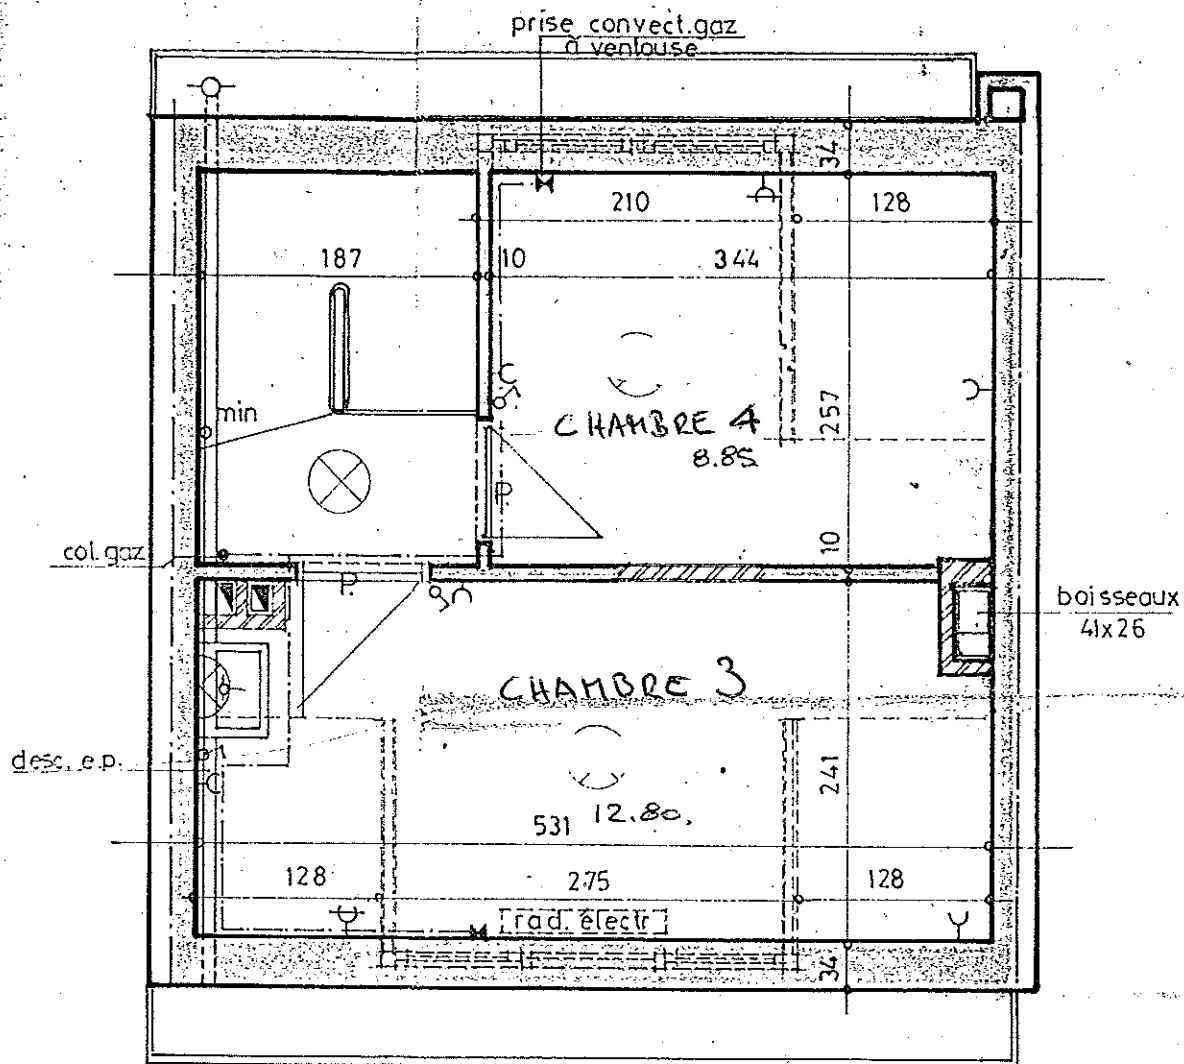 prise convect.gaz
à ventouse
34
210
128
187
10
344
min
257
CHAMBRE 4
8.85
P.
col. gaz
10
P.
boisseaux
41x26
CHAMBRE 3
desc. e.p.
241
531
12.80.
128
275
128
rad. électr
34